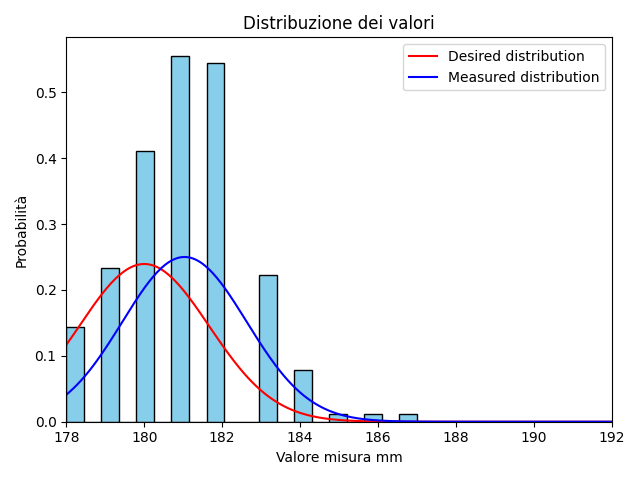 Distribuzione dei valori
Desired distribution
Measured distribution
Probabilità
0.5
0.4
0.3
0.2
0.1
0.0
178 180 182 184 186 188 190 192
Valore misura mm